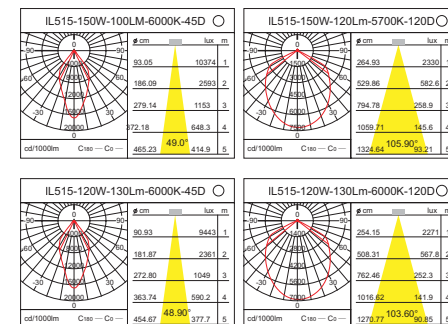 IL515-150W-100LM-6000K-45D
ø cm lux m
93.05 10374 1
186.09 2593 2
279.14 1153 3
372.18 648.3 4
465.23 49.0° 414.9 5
cd/1000lm C180 — C0 —
-90 0 90
-60 60
-30 30
20000
IL515-150W-120Lm-5700K-120D
ø cm lux m
264.93 2330 1
529.86 582.6 2
794.78 258.9 3
1059.71 145.6 4
1324.64 105.90° 93.21 5
cd/1000lm C180 — C0 —
-90 0 90
-60 60
-30 30
7500
IL515-120W-130Lm-6000K-45D
ø cm lux m
90.93 9443 1
181.87 2361 2
272.80 1049 3
363.74 590.2 4
454.67 48.90° 377.7 5
cd/1000lm C180 — C0 —
-90 0 90
-60 60
-30 30
20000
IL515-120W-130Lm-6000K-120D
ø cm lux m
254.15 2271 1
508.31 567.8 2
762.46 252.3 3
1016.62 141.9 4
1270.77 103.60° 90.85 5
cd/1000lm C180 — C0 —
-90 0 90
-60 60
-30 30
7000